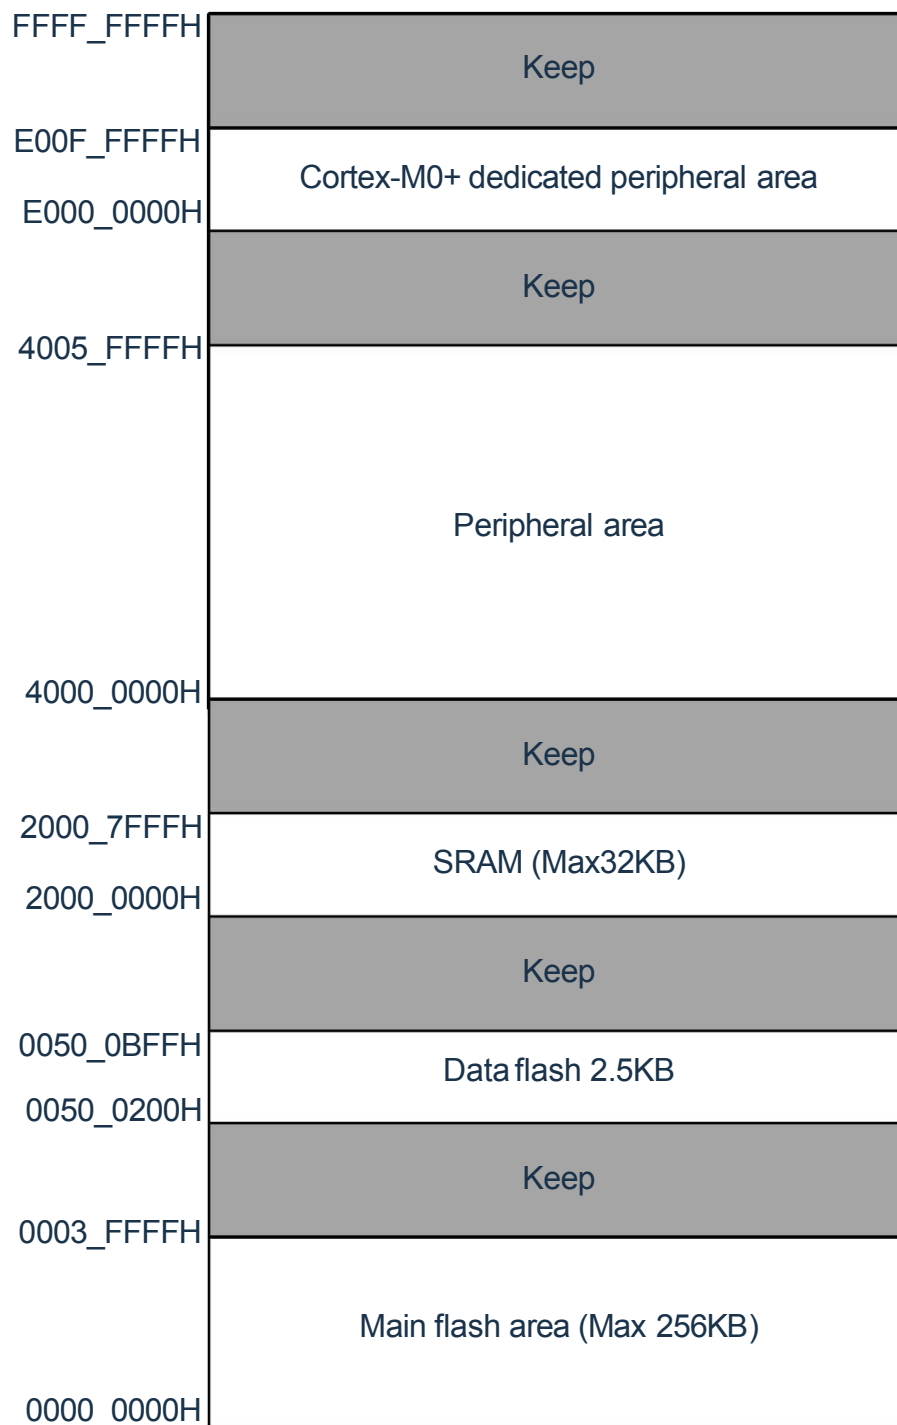 FFFF_FFFFH
Keep
E00F_FFFFH
Cortex-M0+ dedicated peripheral area
E000_0000H
Keep
4005_FFFFH
Peripheral area
4000_0000H
Keep
2000_7FFFH
SRAM (Max32KB)
2000_0000H
Keep
0050_0BFFH
Data flash 2.5KB
0050_0200H
Keep
0003_FFFFH
Main flash area (Max 256KB)
0000_0000H